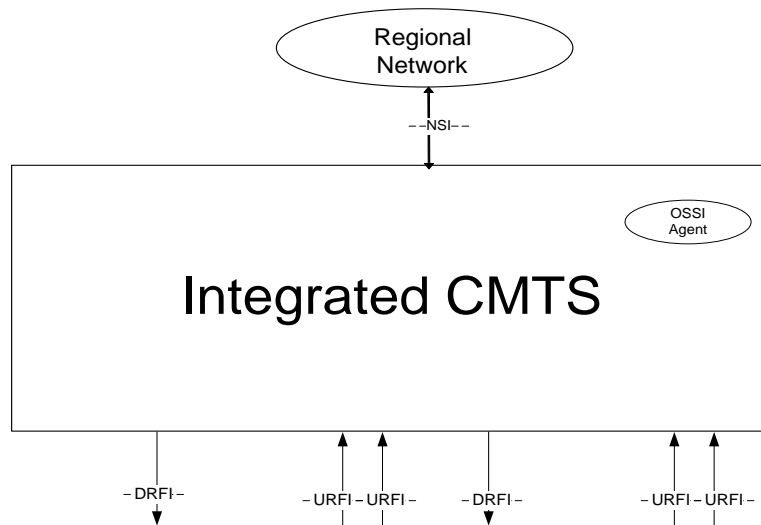 Regional
Network
NSI
OSSI
Agent
Integrated CMTS
DRFI URFI URFI DRFI URFI URFI